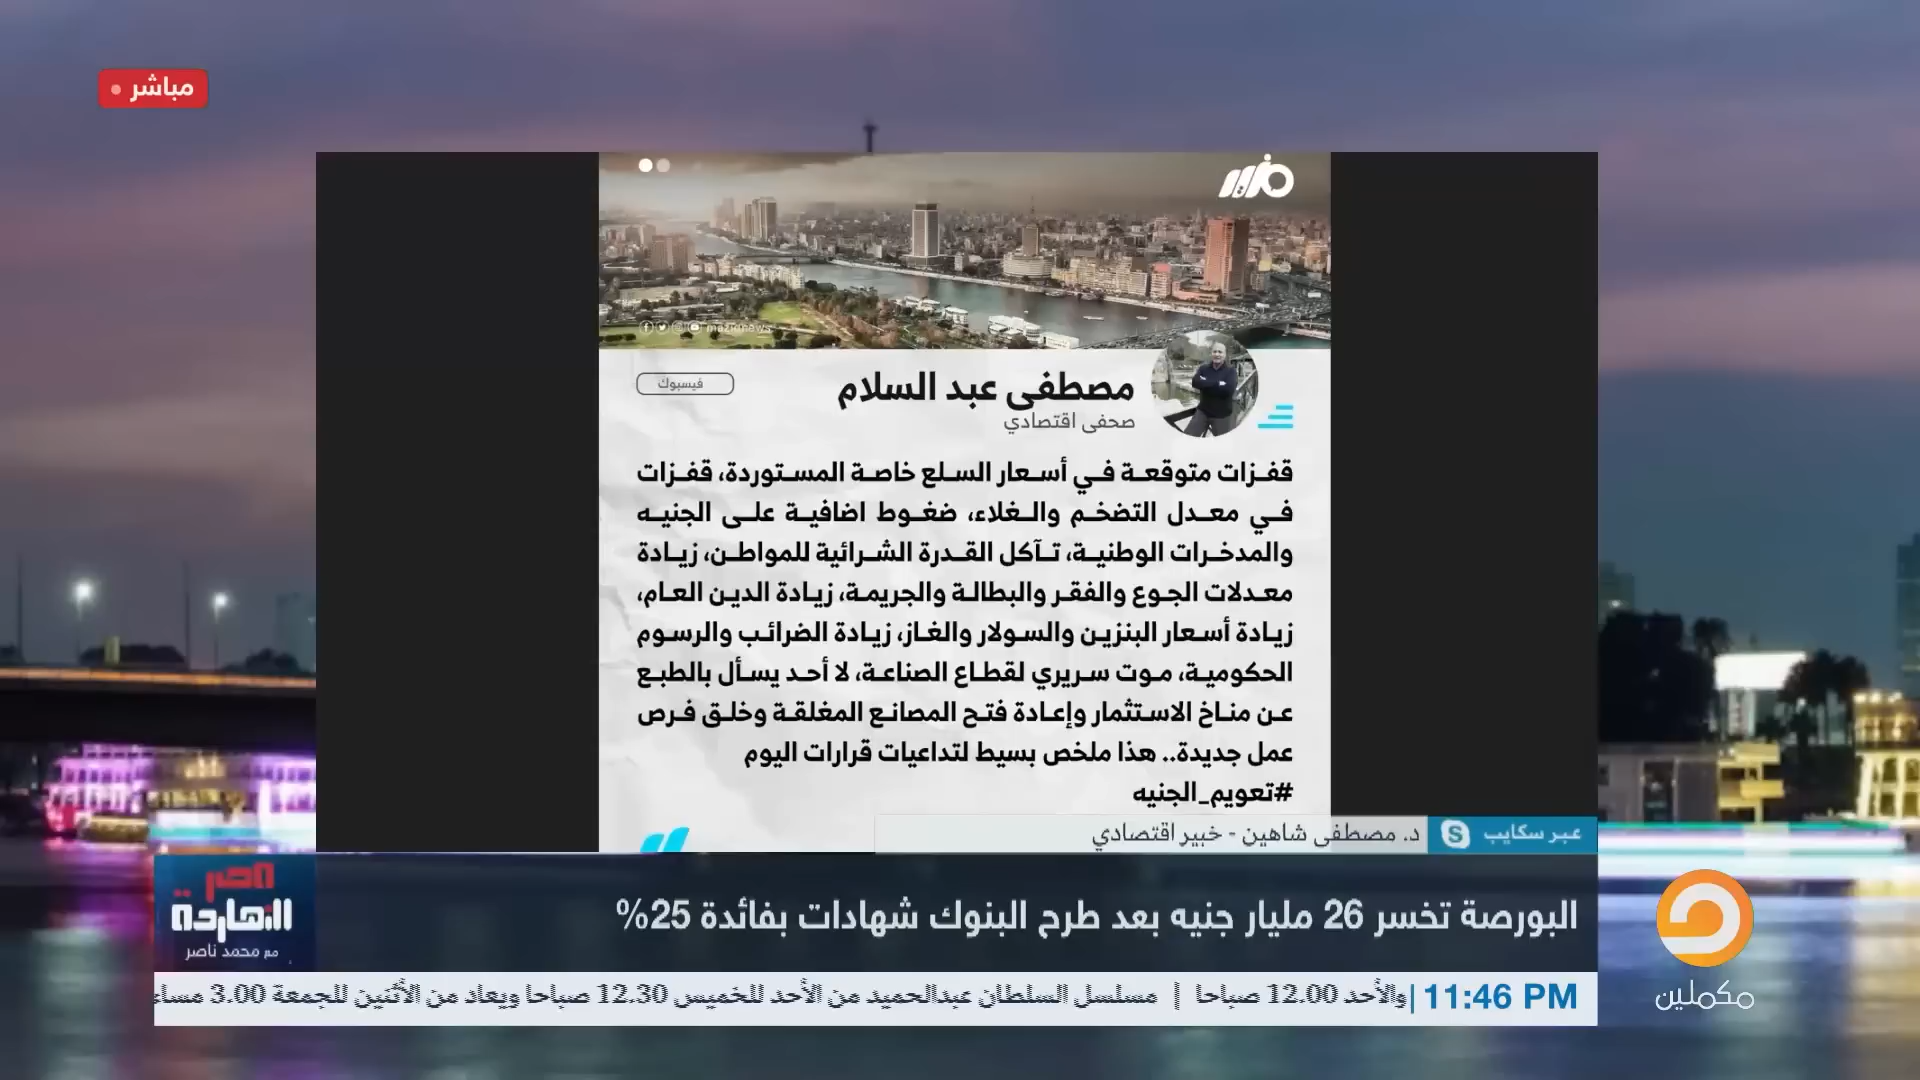 مباشر
مزيد
mazidnews
مصطفى عبد السلام
صحفى اقتصادي
فيسبوك
قفزات متوقعة في أسعار السلع خاصة المستوردة، قفزات
في معدل التضخم والغلاء، ضغوط اضافية على الجنيه
والمدخرات الوطنية، تآكل القدرة الشرائية للمواطن، زيادة
معدلات الجوع والفقر والبطالة والجريمة، زيادة الدين العام،
زيادة أسعار البنزين والسولار والغاز، زيادة الضرائب والرسوم
الحكومية، موت سريري لقطاع الصناعة، لا أحد يسأل بالطبع
عن مناخ الاستثمار وإعادة فتح المصانع المغلقة وخلق فرص
عمل جديدة.. هذا ملخص بسيط لتداعيات قرارات اليوم
#تعويم_الجنيه
عبر سكايب
د. مصطفى شاهين - خبير اقتصادي
مصر
النهاردة
مع محمد ناصر
البورصة تخسر 26 مليار جنيه بعد طرح البنوك شهادات بفائدة 25%
11:46 PM
والأحد 12.00 صباحا | مسلسل السلطان عبدالحميد من الأحد للخميس 12.30 صباحا ويعاد من الأثنين للجمعة 3.00 مساء
مكملين